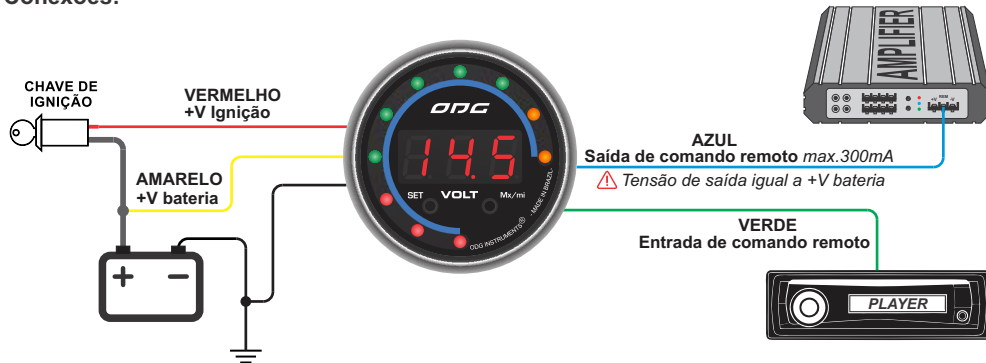 Conexões:
CHAVE DE
IGNIÇÃO
VERMELHO
+V Ignição
AMARELO
+V bateria
+ −
ODG
14.5
SET VOLT Mx/mi
ODG INSTRUMENTS® - MADE IN BRAZIL-
AMPLIFIER
+V REM
AZUL
Saída de comando remoto max.300mA
Tensão de saída igual a +V bateria
VERDE
Entrada de comando remoto
PLAYER